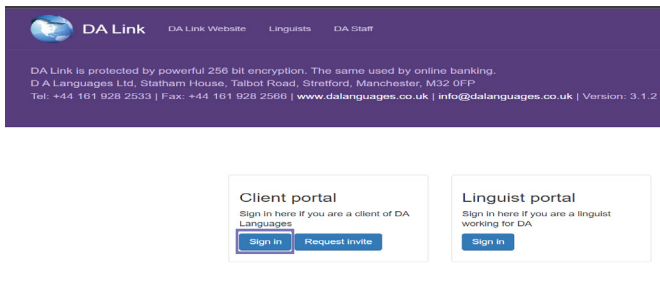 DA Link DA Link Website Linguists DA Staff
DA Link is protected by powerful 256 bit encryption. The same used by online banking.
D A Languages Ltd, Statham House, Talbot Road, Stretford, Manchester, M32 0FP
Tel: +44 161 928 2533 | Fax: +44 161 928 2566 | www.dalanguages.co.uk | info@dalanguages.co.uk | Version: 3.1.2
Client portal
Sign in here if you are a client of DA
Languages
Sign in Request invite
Linguist portal
Sign in here if you are a linguist
working for DA
Sign in